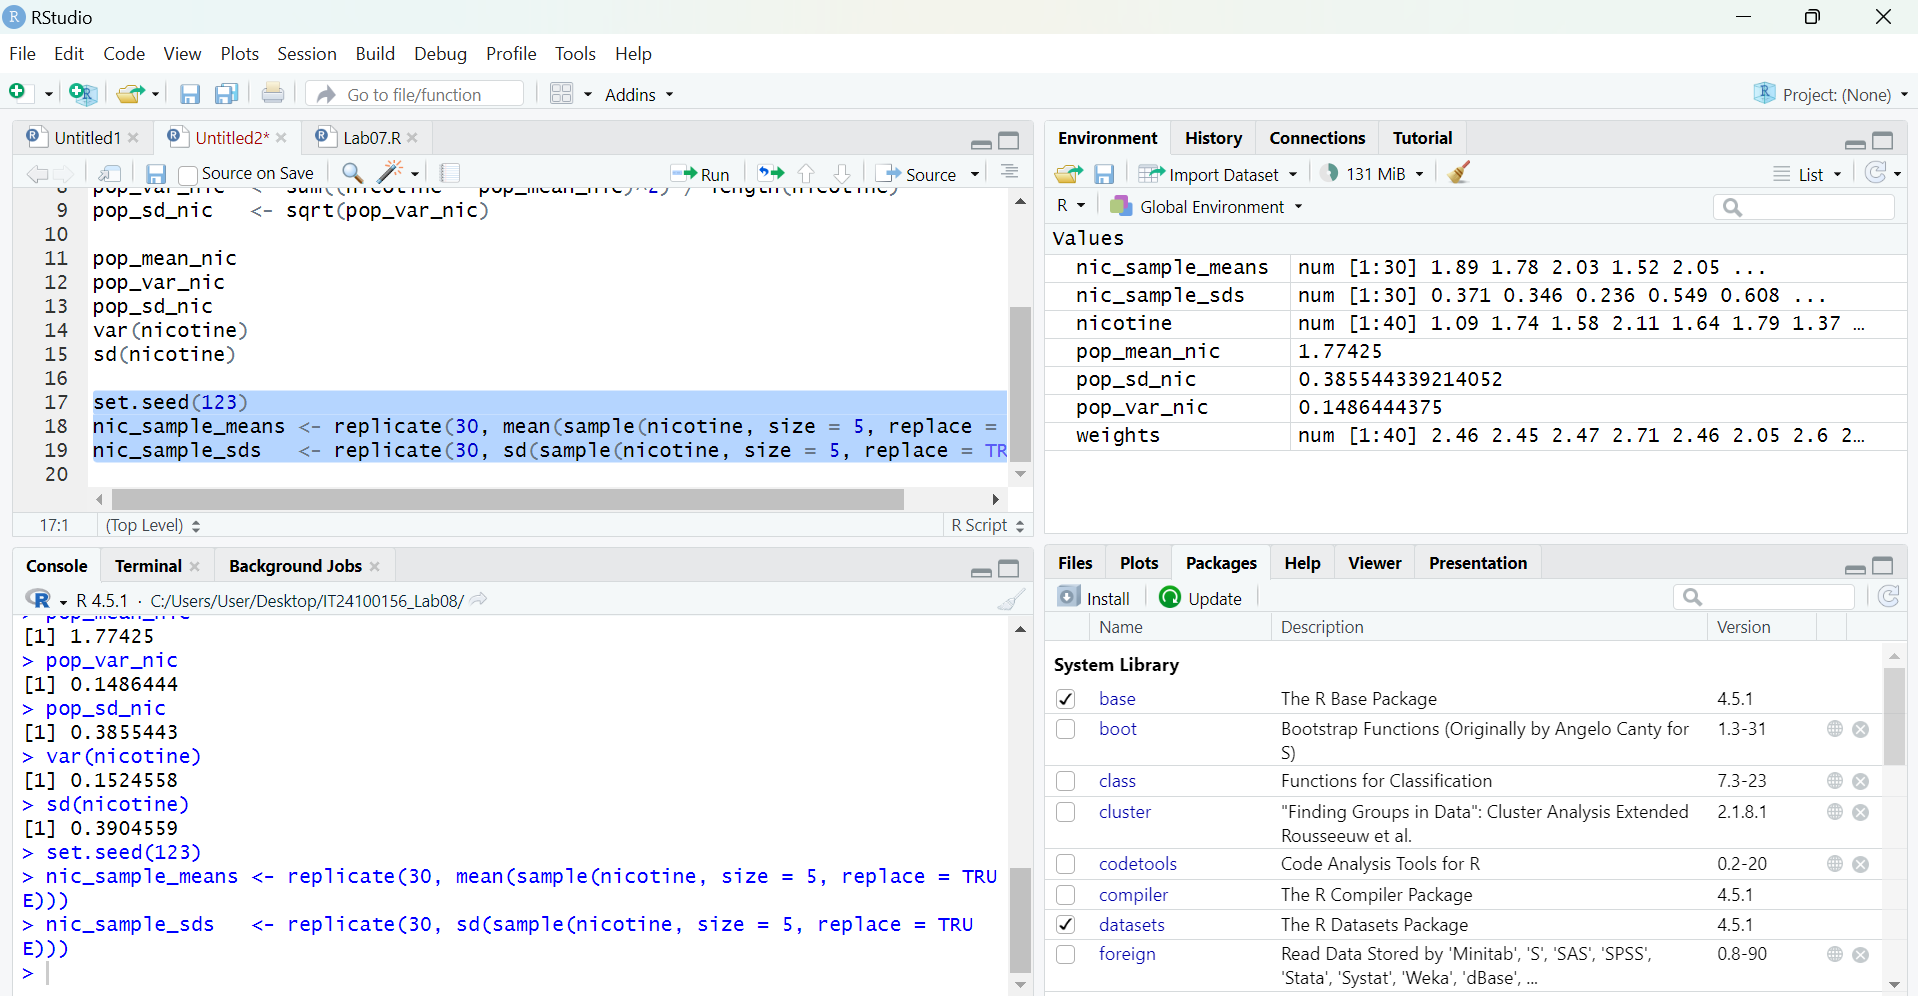 RStudio
File Edit Code View Plots Session Build Debug Profile Tools Help
Go to file/function Addins Project: (None)
Untitled1 Untitled2* Lab07.R
Source on Save Run Source
8 pop_var_nic <- sum((nicotine - pop_mean_nic)^2) / length(nicotine)
9 pop_sd_nic <- sqrt(pop_var_nic)
10
11 pop_mean_nic
12 pop_var_nic
13 pop_sd_nic
14 var(nicotine)
15 sd(nicotine)
16
17 set.seed(123)
18 nic_sample_means <- replicate(30, mean(sample(nicotine, size = 5, replace =
19 nic_sample_sds <- replicate(30, sd(sample(nicotine, size = 5, replace = TR
20
17:1 (Top Level) R Script
Console Terminal Background Jobs
R 4.5.1 · C:/Users/User/Desktop/IT24100156_Lab08/
> pop_mean_nic
[1] 1.77425
> pop_var_nic
[1] 0.1486444
> pop_sd_nic
[1] 0.3855443
> var(nicotine)
[1] 0.1524558
> sd(nicotine)
[1] 0.3904559
> set.seed(123)
> nic_sample_means <- replicate(30, mean(sample(nicotine, size = 5, replace = TRU
E)))
> nic_sample_sds <- replicate(30, sd(sample(nicotine, size = 5, replace = TRU
E)))
>
Environment History Connections Tutorial
Import Dataset 131 MiB List
R Global Environment
Values
nic_sample_means num [1:30] 1.89 1.78 2.03 1.52 2.05 ...
nic_sample_sds num [1:30] 0.371 0.346 0.236 0.549 0.608 ...
nicotine num [1:40] 1.09 1.74 1.58 2.11 1.64 1.79 1.37 …
pop_mean_nic 1.77425
pop_sd_nic 0.385544339214052
pop_var_nic 0.1486444375
weights num [1:40] 2.46 2.45 2.47 2.71 2.46 2.05 2.6 2…
Files Plots Packages Help Viewer Presentation
Install Update
Name Description Version
System Library
base The R Base Package 4.5.1
boot Bootstrap Functions (Originally by Angelo Canty for 1.3-31
S)
class Functions for Classification 7.3-23
cluster "Finding Groups in Data": Cluster Analysis Extended 2.1.8.1
Rousseeuw et al.
codetools Code Analysis Tools for R 0.2-20
compiler The R Compiler Package 4.5.1
datasets The R Datasets Package 4.5.1
foreign Read Data Stored by 'Minitab', 'S', 'SAS', 'SPSS', 0.8-90
'Stata', 'Systat', 'Weka', 'dBase', ...